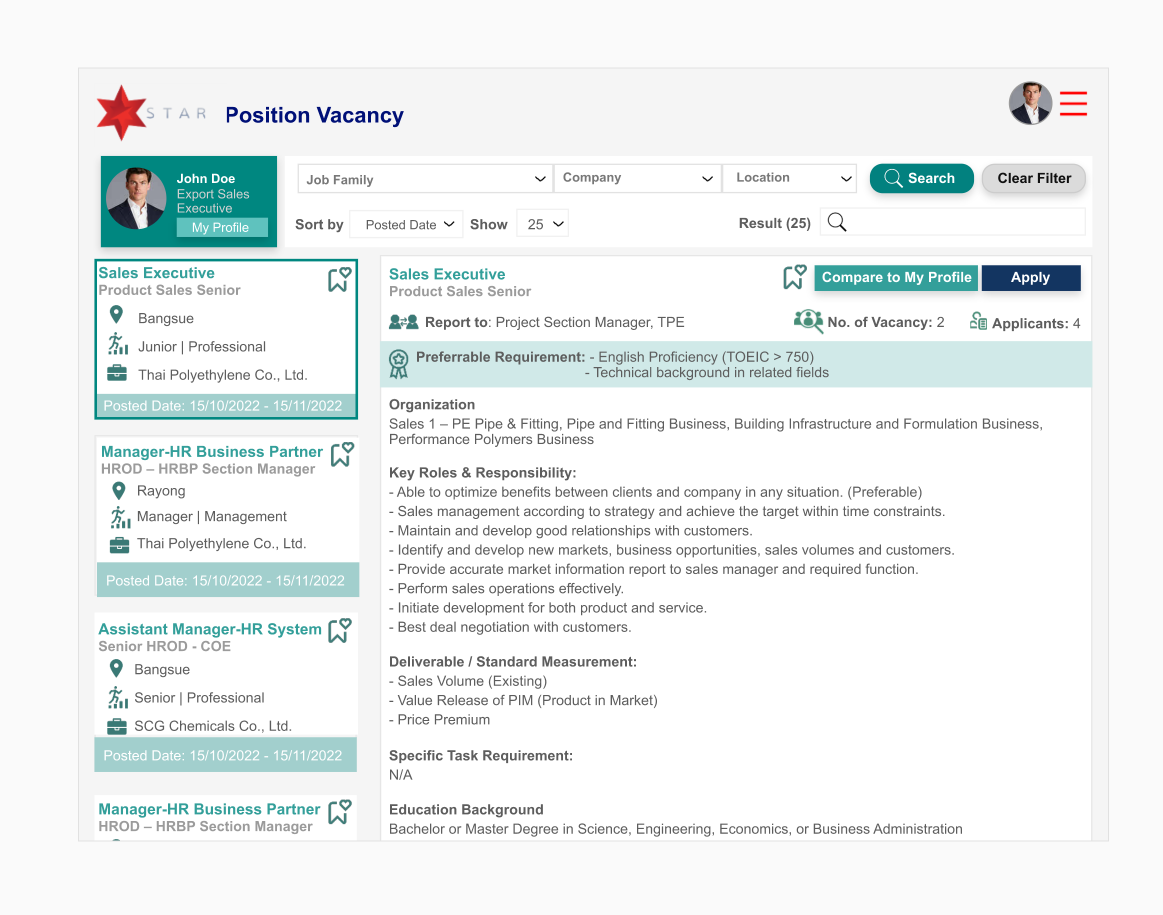 STAR
Position Vacancy
John Doe
Export Sales
Executive
My Profile
Job Family
Company
Location
Search
Clear Filter
Sort by
Posted Date
Show
25
Result (25)
Sales Executive
Product Sales Senior
Bangsue
Junior | Professional
Thai Polyethylene Co., Ltd.
Posted Date: 15/10/2022 - 15/11/2022
Manager-HR Business Partner
HROD – HRBP Section Manager
Rayong
Manager | Management
Thai Polyethylene Co., Ltd.
Posted Date: 15/10/2022 - 15/11/2022
Assistant Manager-HR System
Senior HROD - COE
Bangsue
Senior | Professional
SCG Chemicals Co., Ltd.
Posted Date: 15/10/2022 - 15/11/2022
Manager-HR Business Partner
HROD – HRBP Section Manager
Sales Executive
Product Sales Senior
Compare to My Profile
Apply
Report to: Project Section Manager, TPE
No. of Vacancy: 2
Applicants: 4
Preferrable Requirement: - English Proficiency (TOEIC > 750)
- Technical background in related fields
Organization
Sales 1 – PE Pipe & Fitting, Pipe and Fitting Business, Building Infrastructure and Formulation Business,
Performance Polymers Business
Key Roles & Responsibility:
- Able to optimize benefits between clients and company in any situation. (Preferable)
- Sales management according to strategy and achieve the target within time constraints.
- Maintain and develop good relationships with customers.
- Identify and develop new markets, business opportunities, sales volumes and customers.
- Provide accurate market information report to sales manager and required function.
- Perform sales operations effectively.
- Initiate development for both product and service.
- Best deal negotiation with customers.
Deliverable / Standard Measurement:
- Sales Volume (Existing)
- Value Release of PIM (Product in Market)
- Price Premium
Specific Task Requirement:
N/A
Education Background
Bachelor or Master Degree in Science, Engineering, Economics, or Business Administration